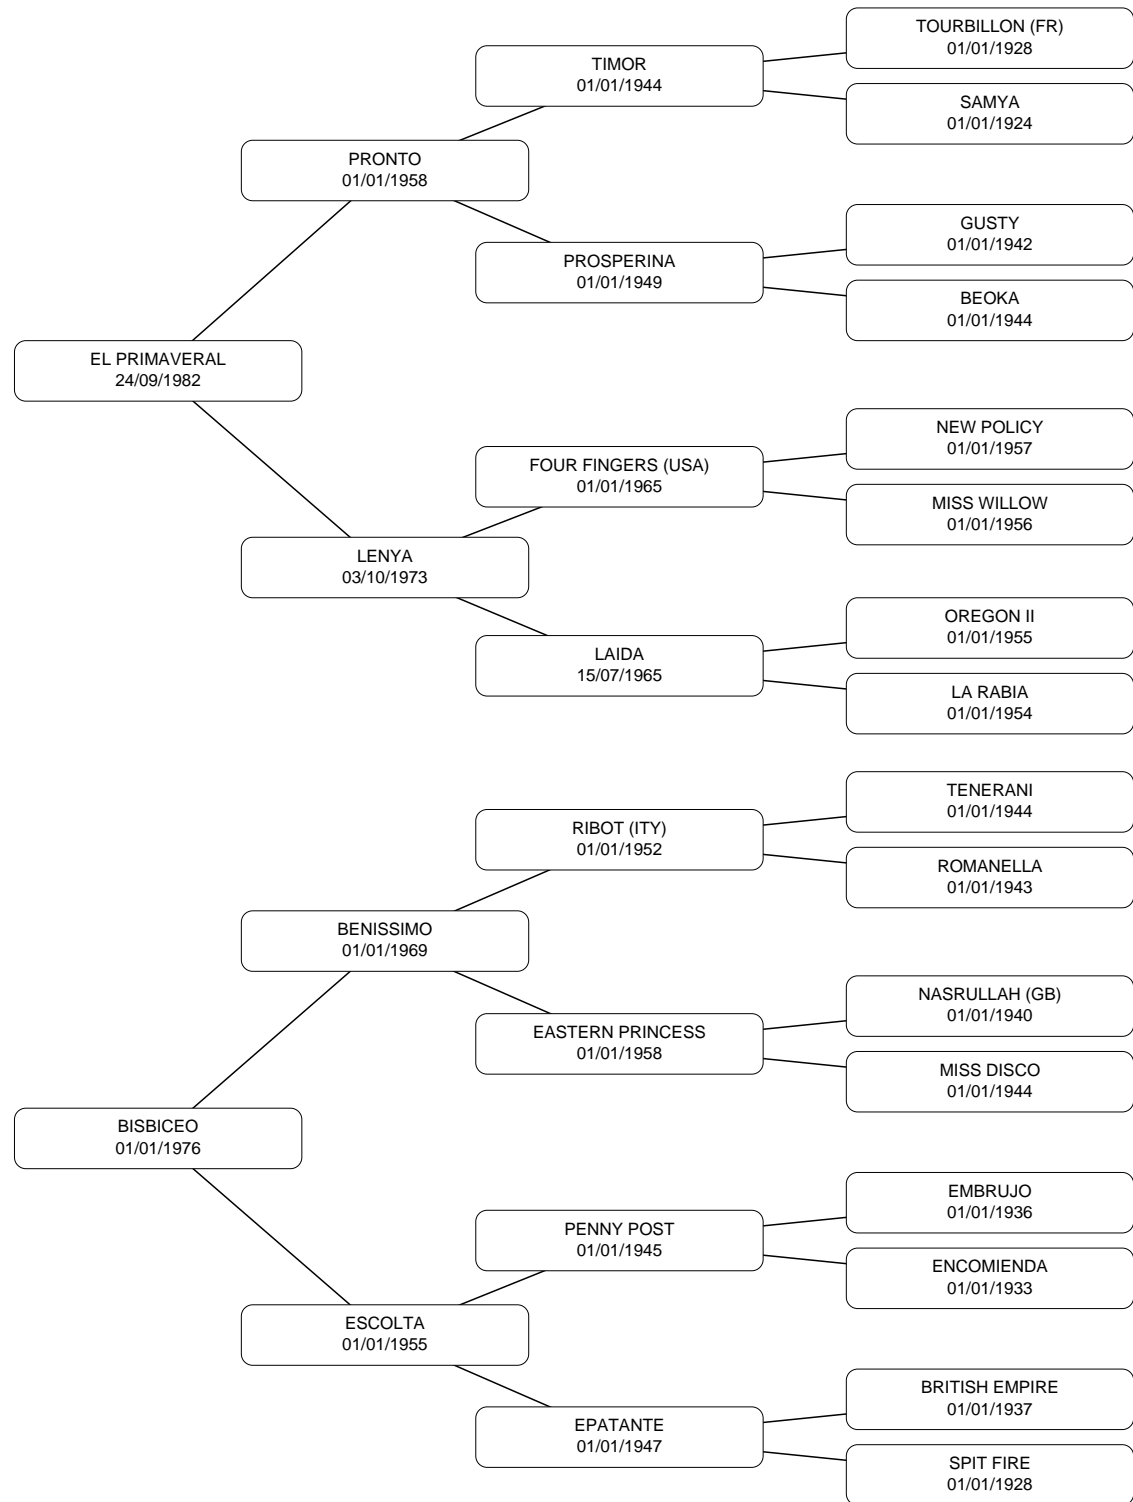 TOURBILLON (FR)
01/01/1928
TIMOR
01/01/1944
SAMYA
01/01/1924
PRONTO
01/01/1958
GUSTY
01/01/1942
PROSPERINA
01/01/1949
BEOKA
01/01/1944
EL PRIMAVERAL
24/09/1982
NEW POLICY
01/01/1957
FOUR FINGERS (USA)
01/01/1965
MISS WILLOW
01/01/1956
LENYA
03/10/1973
OREGON II
01/01/1955
LAIDA
15/07/1965
LA RABIA
01/01/1954
TENERANI
01/01/1944
RIBOT (ITY)
01/01/1952
ROMANELLA
01/01/1943
BENISSIMO
01/01/1969
NASRULLAH (GB)
01/01/1940
EASTERN PRINCESS
01/01/1958
MISS DISCO
01/01/1944
BISBICEO
01/01/1976
EMBRUJO
01/01/1936
PENNY POST
01/01/1945
ENCOMIENDA
01/01/1933
ESCOLTA
01/01/1955
BRITISH EMPIRE
01/01/1937
EPATANTE
01/01/1947
SPIT FIRE
01/01/1928